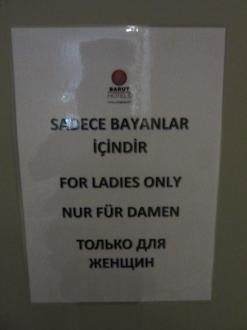 BARUT
HOTELS
SADECE BAYANLAR
İÇİNDİR
FOR LADIES ONLY
NUR FÜR DAMEN
ТОЛЬКО ДЛЯ
ЖЕНЩИН